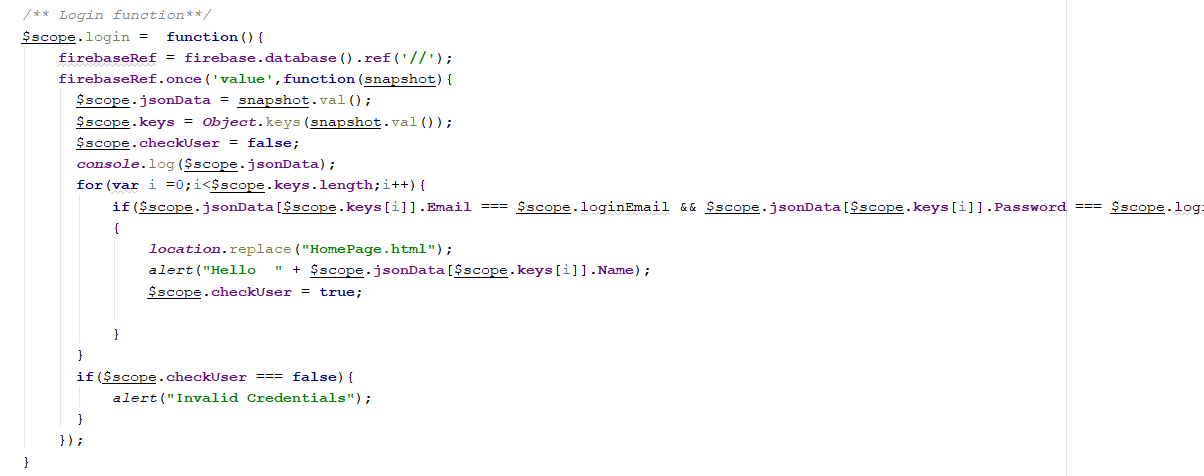 /** Login function**/
$scope.login =  function(){
    firebaseRef = firebase.database().ref('//');
    firebaseRef.once('value',function(snapshot){
      $scope.jsonData = snapshot.val();
      $scope.keys = Object.keys(snapshot.val());
      $scope.checkUser = false;
      console.log($scope.jsonData);
      for(var i =0;i<$scope.keys.length;i++){
          if($scope.jsonData[$scope.keys[i]].Email === $scope.loginEmail && $scope.jsonData[$scope.keys[i]].Password === $scope.log
          {
              location.replace("HomePage.html");
              alert("Hello  " + $scope.jsonData[$scope.keys[i]].Name);
              $scope.checkUser = true;
          }
      }
      if($scope.checkUser === false){
          alert("Invalid Credentials");
      }
    });
}